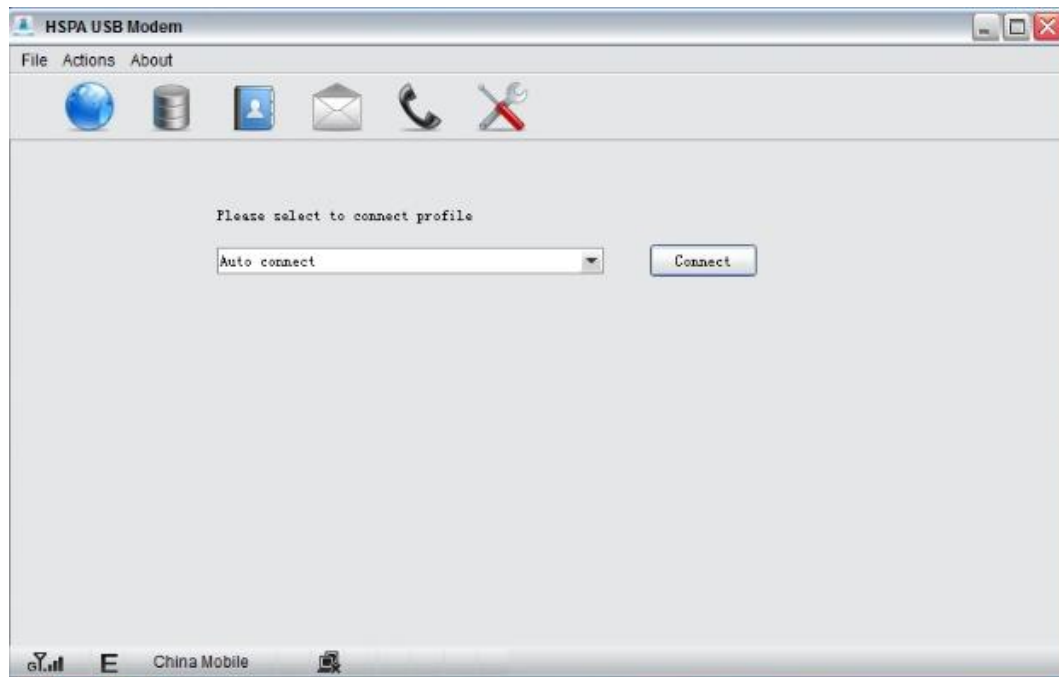 HSPA USB Modem
File Actions About
Please select to connect profile
Auto connect
Connect
G
E
China Mobile